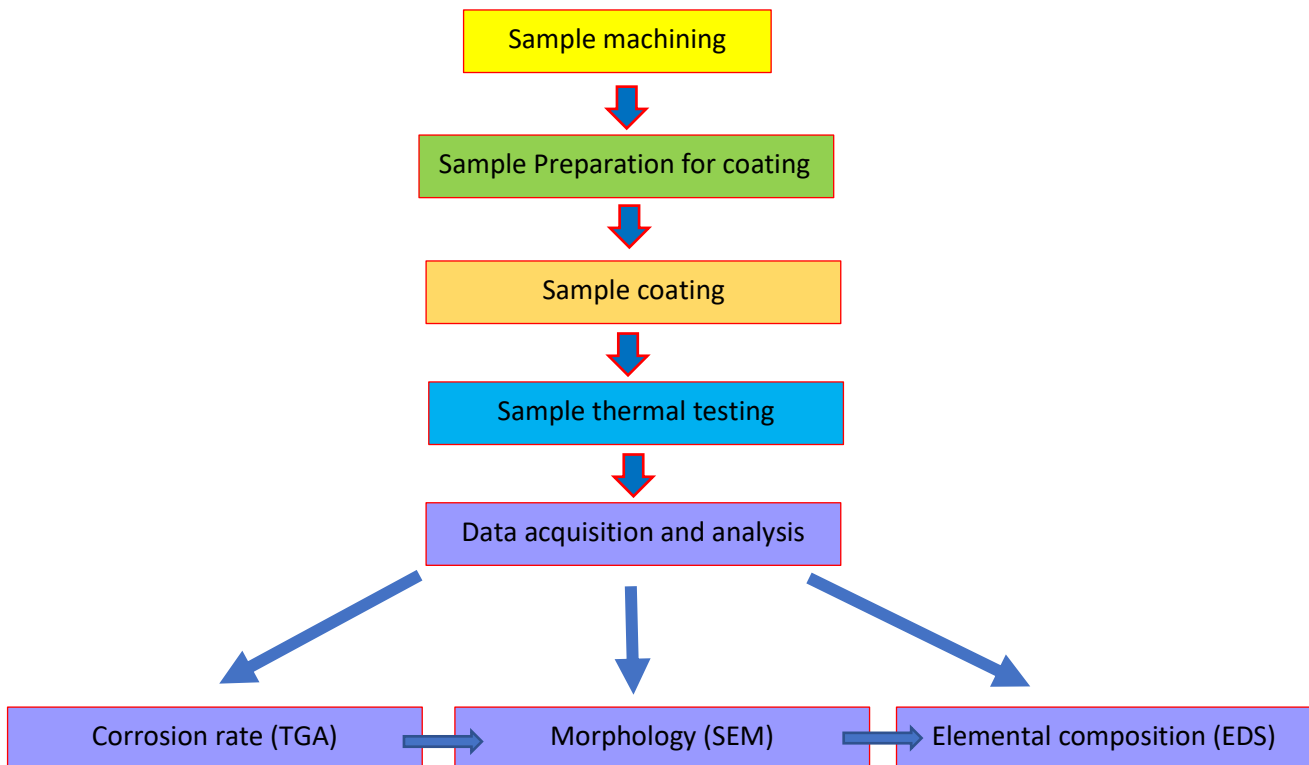 Sample machining
Sample Preparation for coating
Sample coating
Sample thermal testing
Data acquisition and analysis
Corrosion rate (TGA)
Morphology (SEM)
Elemental composition (EDS)